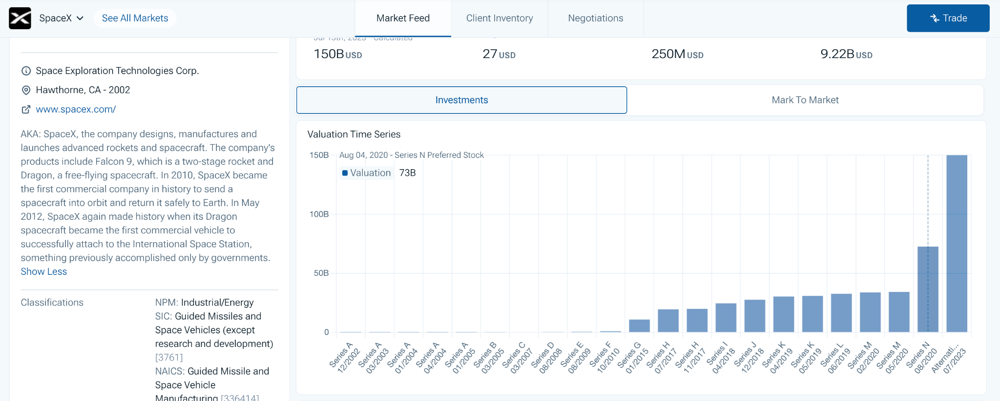 SpaceX
See All Markets
Market Feed
Client Inventory
Negotiations
Trade
Space Exploration Technologies Corp.
Hawthorne, CA - 2002
www.spacex.com/
AKA: SpaceX, the company designs, manufactures and
launches advanced rockets and spacecraft. The company's
products include Falcon 9, which is a two-stage rocket and
Dragon, a free-flying spacecraft. In 2010, SpaceX became
the first commercial company in history to send a
spacecraft into orbit and return it safely to Earth. In May
2012, SpaceX again made history when its Dragon
spacecraft became the first commercial vehicle to
successfully attach to the International Space Station,
something previously accomplished only by governments.
Show Less
Classifications
NPM: Industrial/Energy
SIC: Guided Missiles and
Space Vehicles (except
research and development)
[3761]
NAICS: Guided Missile and
Space Vehicle
Manufacturing [336414]
Jul 15th, 2023 - Calculated
150B USD
27 USD
250M USD
9.22B USD
Investments
Mark To Market
Valuation Time Series
Aug 04, 2020 - Series N Preferred Stock
Valuation 73B
150B
100B
50B
0
Series A
12/2002
Series A
03/2003
Series A
01/2004
Series A
04/2004
Series A
01/2005
Series B
03/2005
Series C
03/2007
Series D
08/2008
Series E
08/2009
Series F
10/2010
Series G
01/2015
Series H
07/2017
Series H
11/2017
Series I
04/2018
Series J
12/2018
Series K
04/2019
Series K
05/2019
Series L
06/2019
Series M
02/2020
Series M
05/2020
Series N
08/2020
Alternati...
07/2023